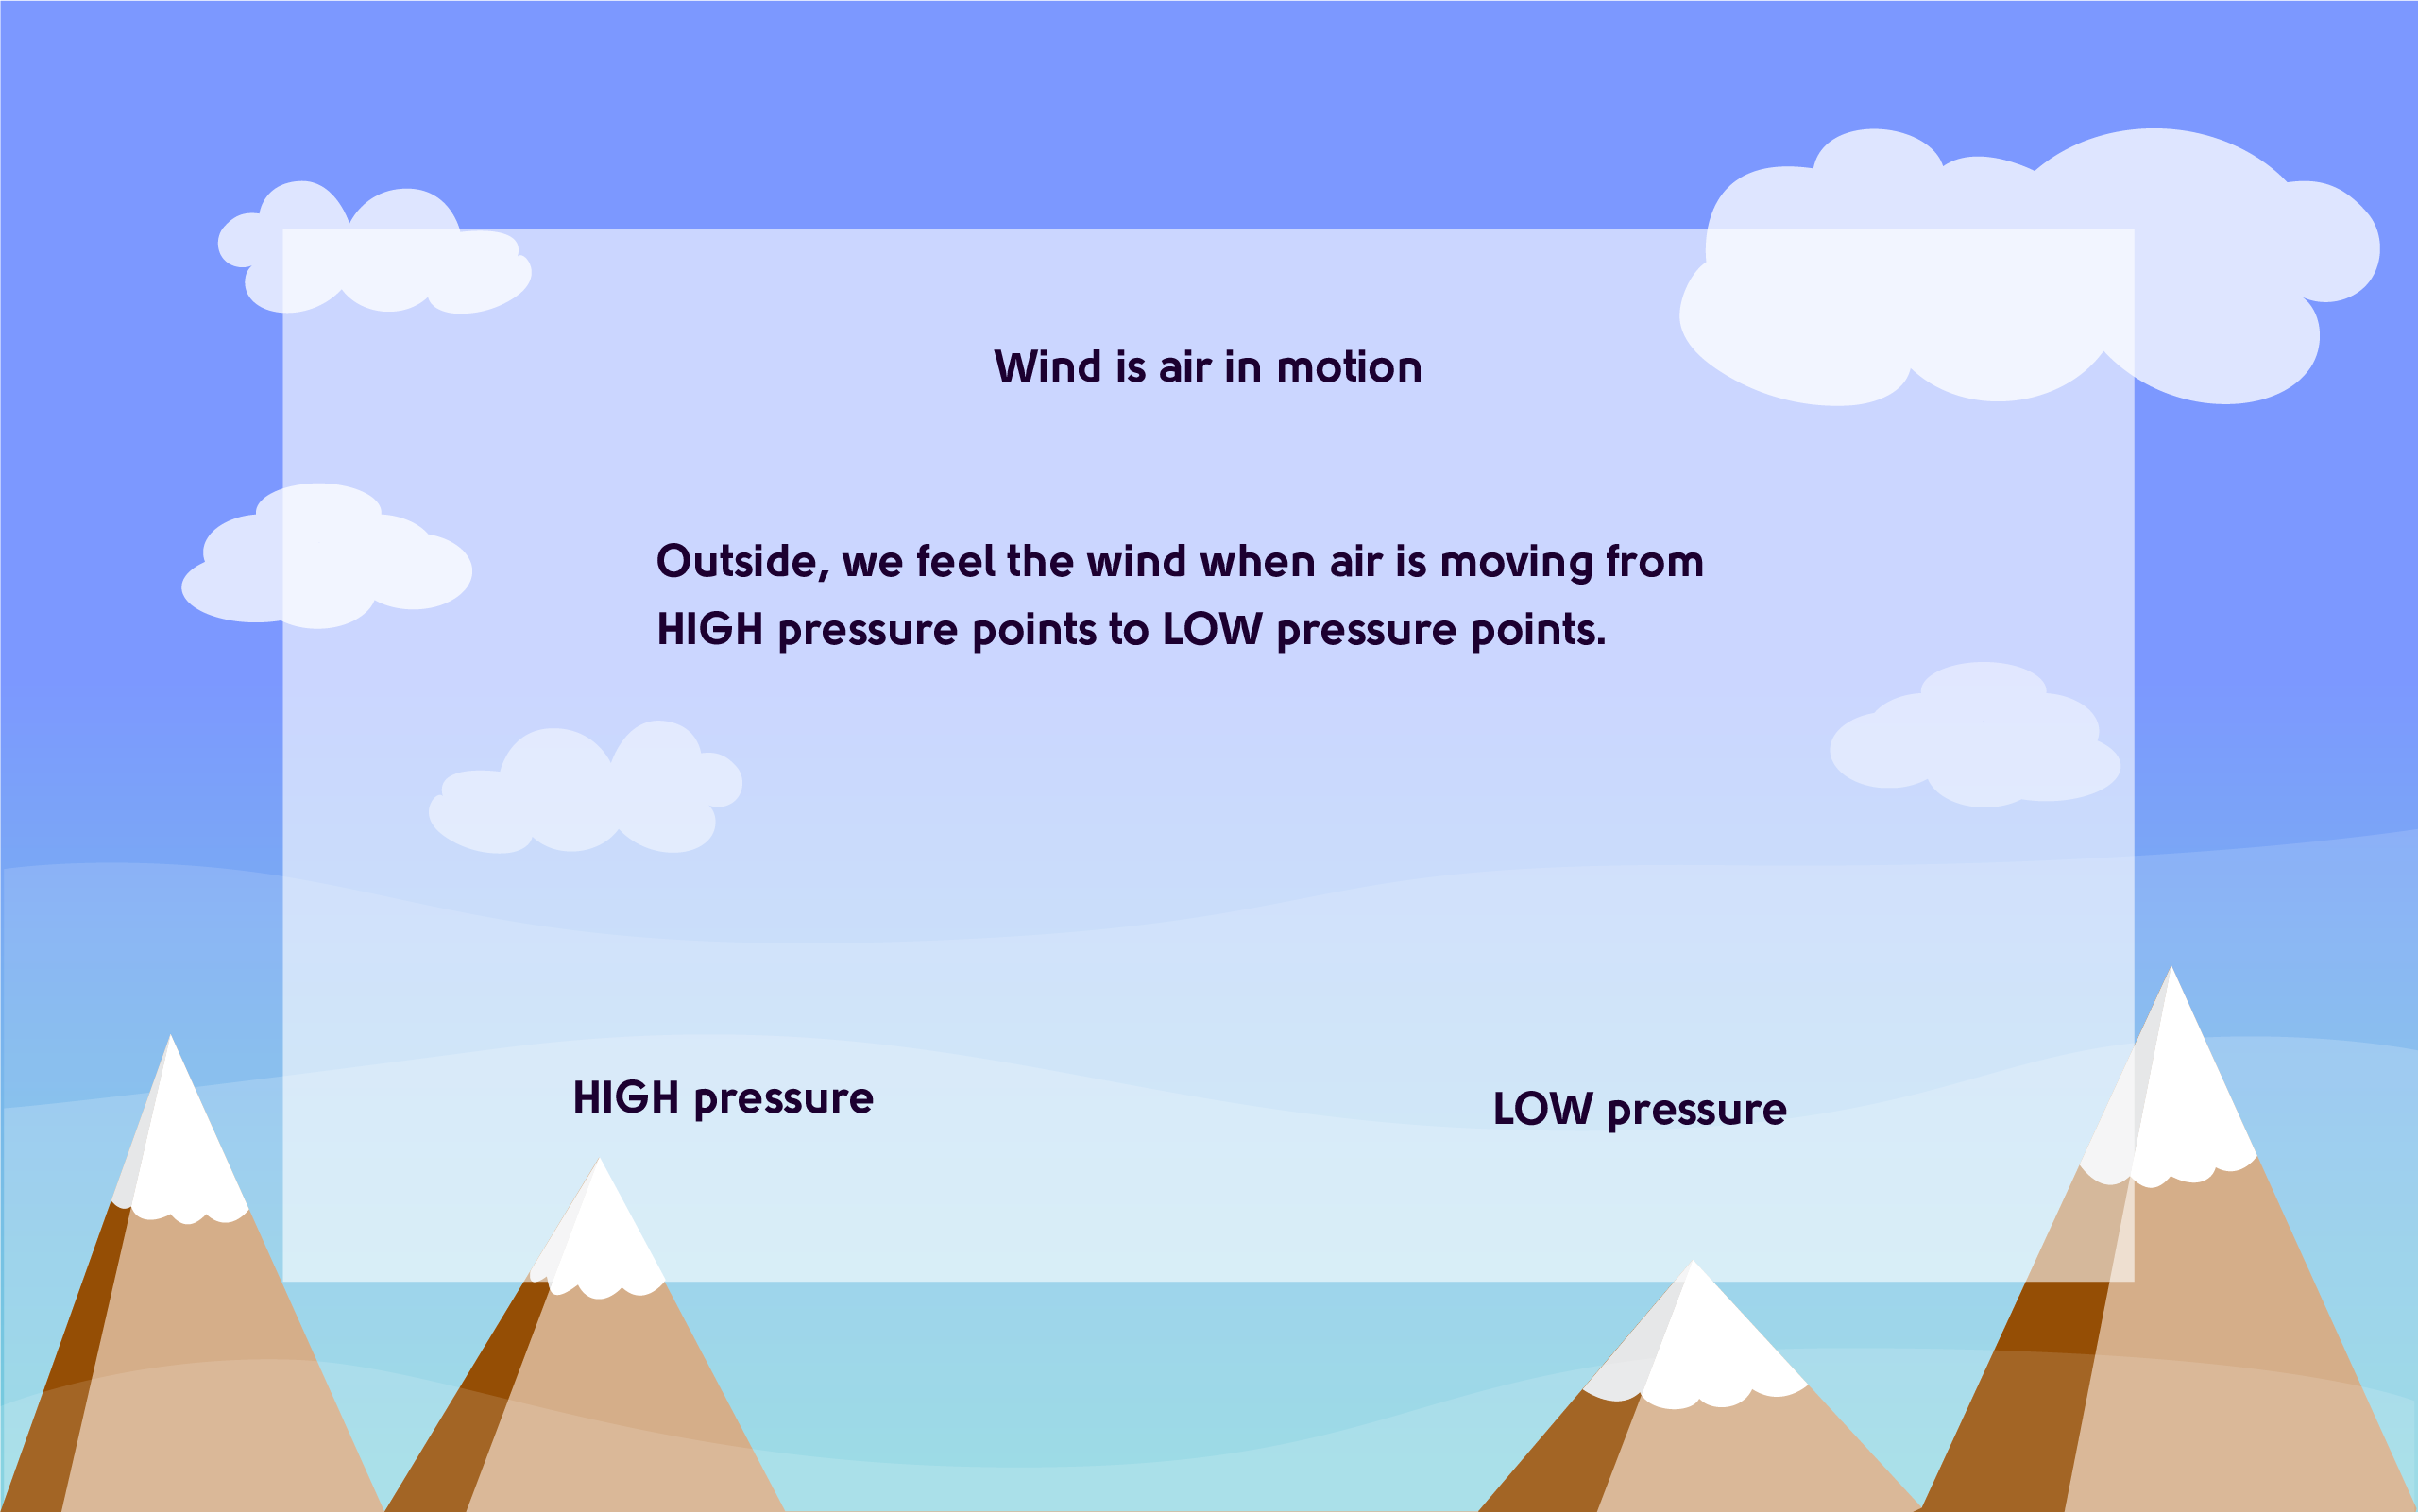 Wind is air in motion
Outside, we feel the wind when air is moving from
HIGH pressure points to LOW pressure points.
HIGH pressure
LOW pressure